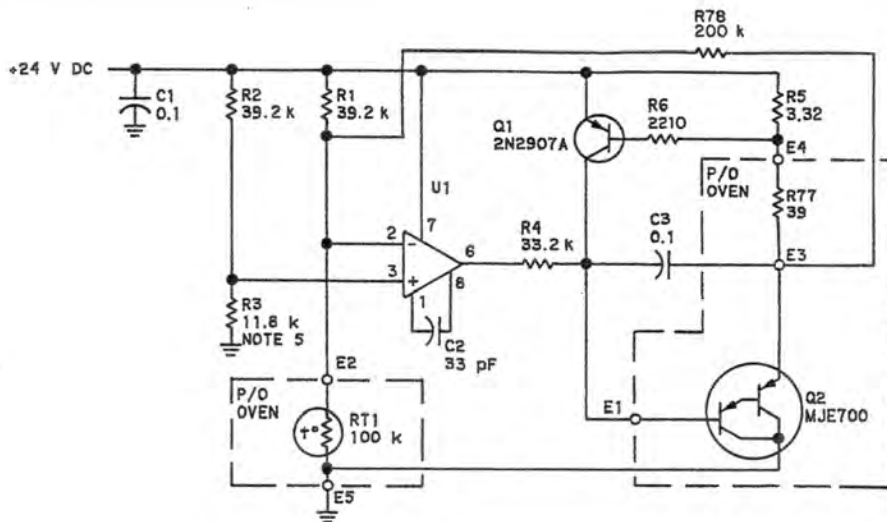 R78
200 k
+24 V DC
C1
0.1
R2
39.2 k
R1
39.2 k
R5
3.32
R6
2210
Q1
2N2907A
E4
P/O
OVEN
R77
39
U1
7
2
-
3
+
6
8
1
R4
33.2 k
C3
0.1
E3
R3
11.8 k
NOTE 5
C2
33 pF
E2
P/O
OVEN
E1
Q2
MJE700
t°
RT1
100 k
E5